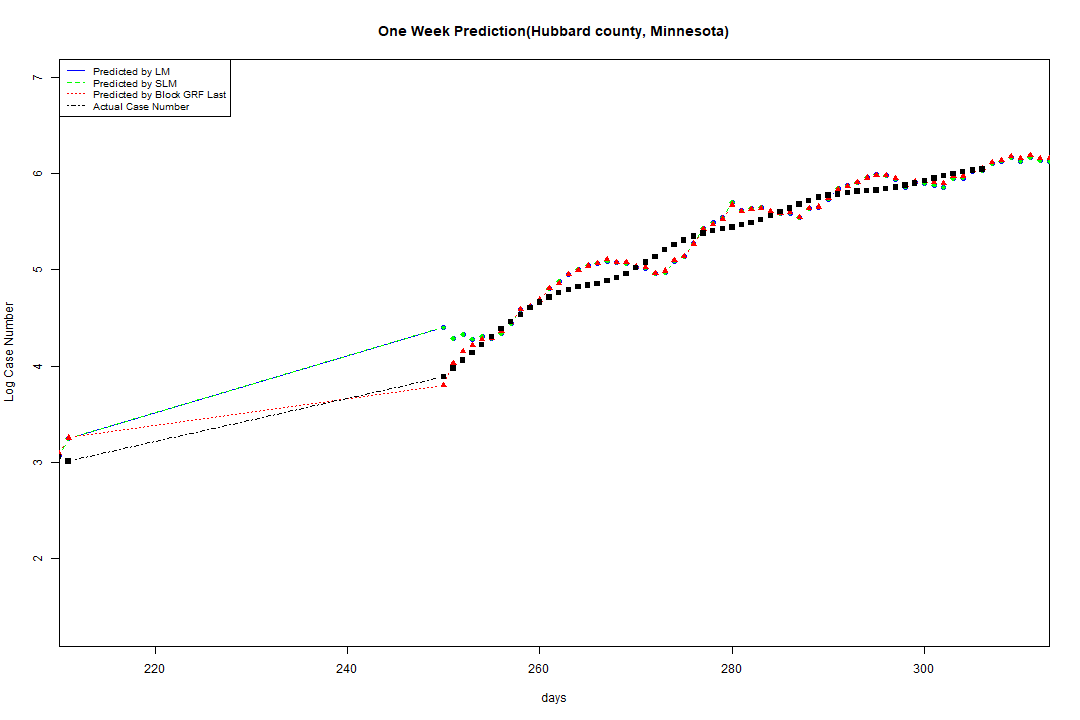 One Week Prediction(Hubbard county, Minnesota)
Predicted by LM
Predicted by SLM
Predicted by Block GRF Last
Actual Case Number
7
6
5
4
3
2
Log Case Number
220 240 260 280 300
days